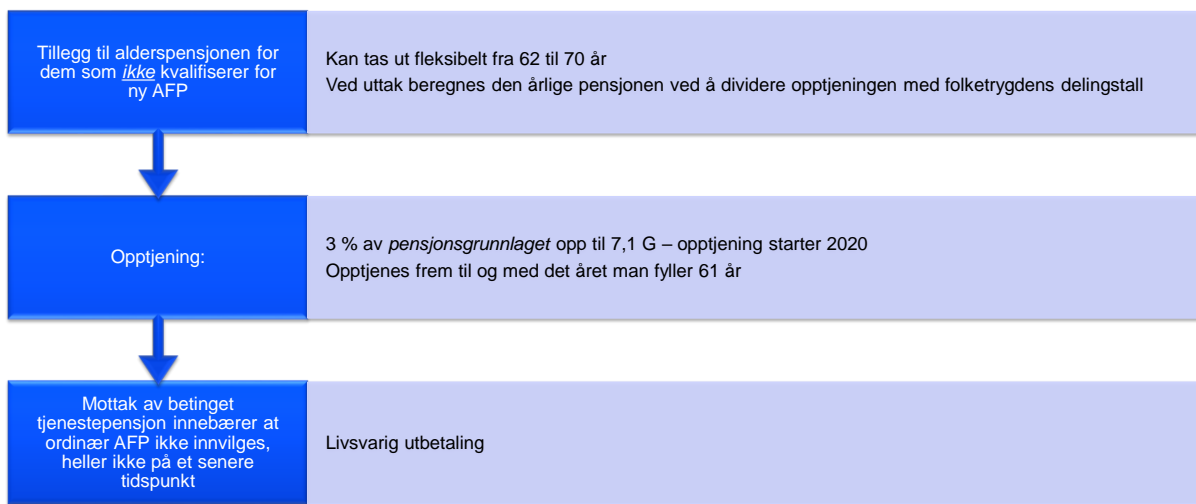 Tillegg til alderspensjonen for
dem som ikke kvalifiserer for
ny AFP
Kan tas ut fleksibelt fra 62 til 70 år
Ved uttak beregnes den årlige pensjonen ved å dividere opptjeningen med folketrygdens delingstall
Opptjening:
3 % av pensjonsgrunnlaget opp til 7,1 G – opptjening starter 2020
Opptjenes frem til og med det året man fyller 61 år
Mottak av betinget
tjenestepensjon innebærer at
ordinær AFP ikke innvilges,
heller ikke på et senere
tidspunkt
Livsvarig utbetaling